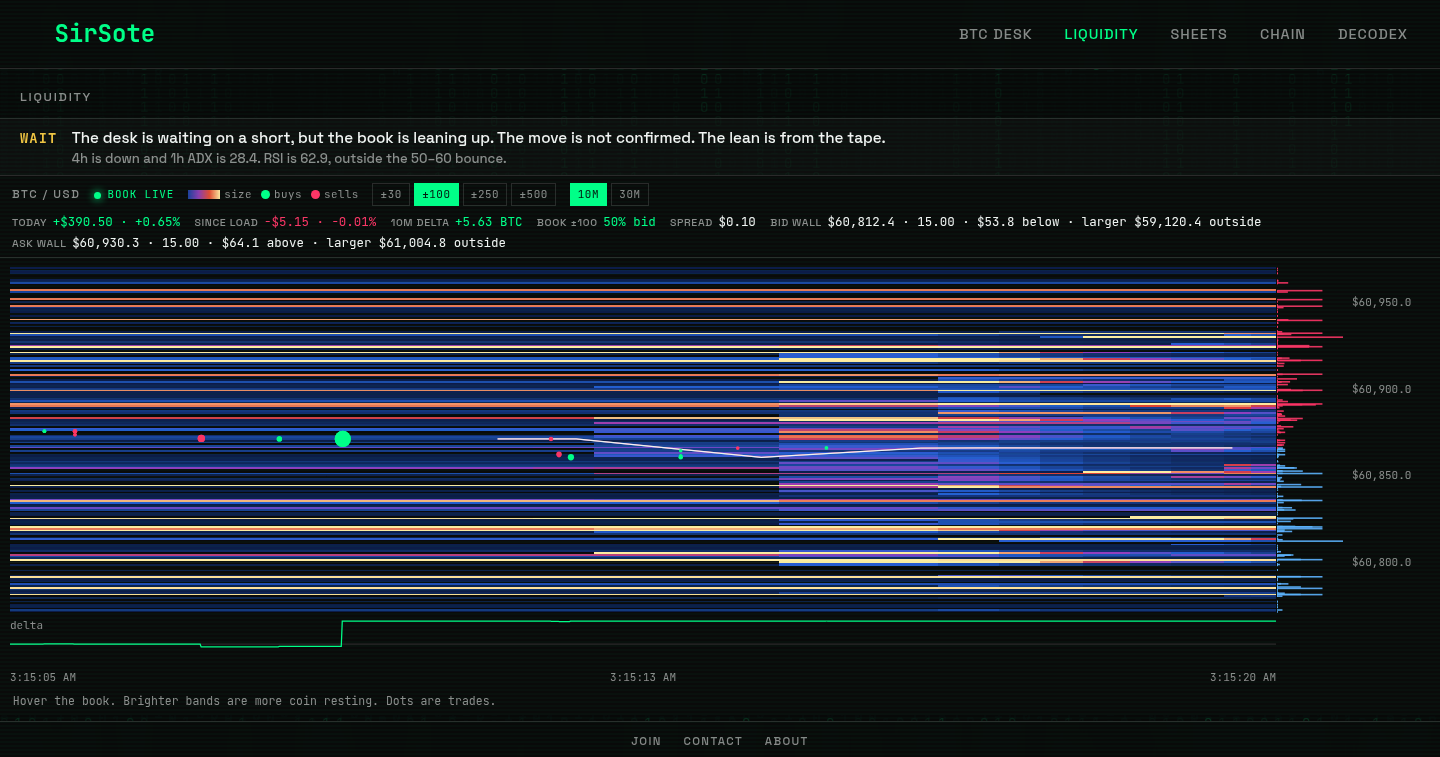 SirSote
BTC DESK LIQUIDITY SHEETS CHAIN DECODEX
LIQUIDITY
WAIT The desk is waiting on a short, but the book is leaning up. The move is not confirmed. The lean is from the tape.
4h is down and 1h ADX is 28.4. RSI is 62.9, outside the 50–60 bounce.
BTC / USD BOOK LIVE size buys sells ±30 ±100 ±250 ±500 10M 30M
TODAY +$390.50 · +0.65% SINCE LOAD -$5.15 · -0.01% 10M DELTA +5.63 BTC BOOK ±100 50% bid SPREAD $0.10 BID WALL $60,812.4 · 15.00 · $53.8 below · larger $59,120.4 outside
ASK WALL $60,930.3 · 15.00 · $64.1 above · larger $61,004.8 outside
$60,950.0
$60,900.0
$60,850.0
$60,800.0
delta
3:15:05 AM 3:15:13 AM 3:15:20 AM
Hover the book. Brighter bands are more coin resting. Dots are trades.
JOIN CONTACT ABOUT